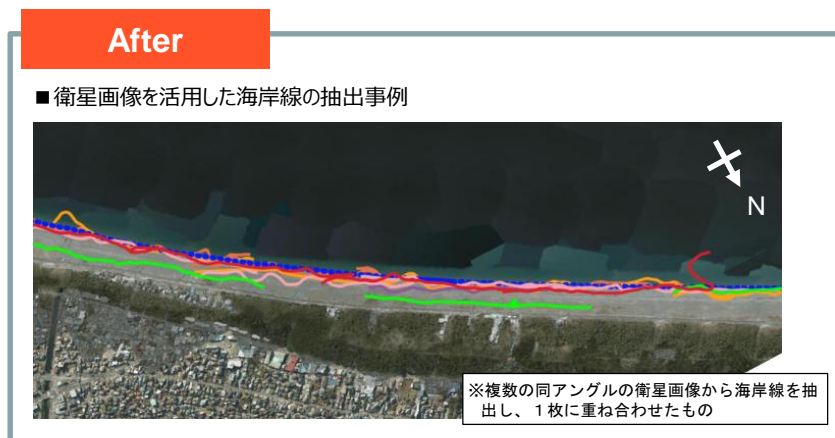 After
■衛星画像を活用した海岸線の抽出事例
N
※複数の同アングルの衛星画像から海岸線を抽
出し、１枚に重ね合わせたもの